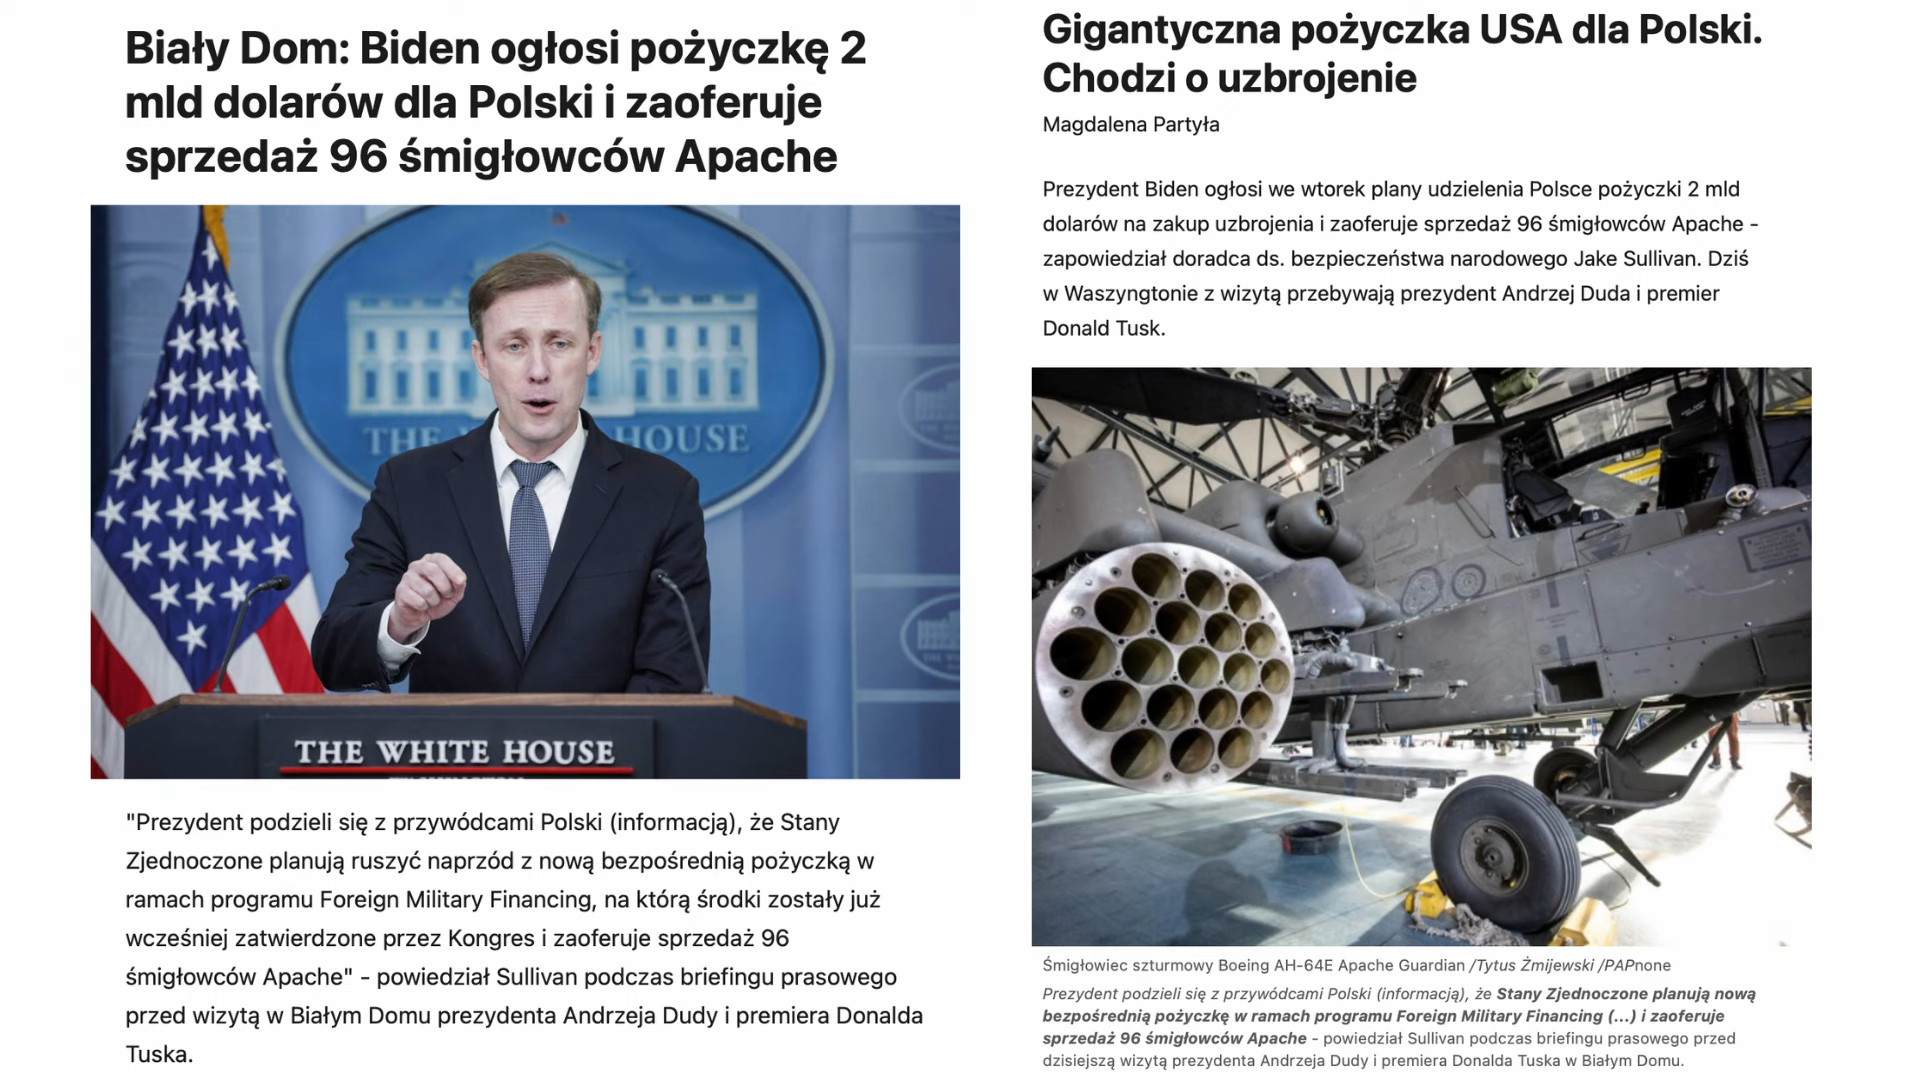 Biały Dom: Biden ogłosi pożyczkę 2
mld dolarów dla Polski i zaoferuje
sprzedaż 96 śmigłowców Apache
THE HOUSE
THE WHITE HOUSE
"Prezydent podzieli się z przywódcami Polski (informacją), że Stany
Zjednoczone planują ruszyć naprzód z nową bezpośrednią pożyczką w
ramach programu Foreign Military Financing, na którą środki zostały już
wcześniej zatwierdzone przez Kongres i zaoferuje sprzedaż 96
śmigłowców Apache" - powiedział Sullivan podczas briefingu prasowego
przed wizytą w Białym Domu prezydenta Andrzeja Dudy i premiera Donalda
Tuska.
Gigantyczna pożyczka USA dla Polski.
Chodzi o uzbrojenie
Magdalena Partyła
Prezydent Biden ogłosi we wtorek plany udzielenia Polsce pożyczki 2 mld
dolarów na zakup uzbrojenia i zaoferuje sprzedaż 96 śmigłowców Apache -
zapowiedział doradca ds. bezpieczeństwa narodowego Jake Sullivan. Dziś
w Waszyngtonie z wizytą przebywają prezydent Andrzej Duda i premier
Donald Tusk.
Śmigłowiec szturmowy Boeing AH-64E Apache Guardian /Tytus Żmijewski /PAPnone
Prezydent podzieli się z przywódcami Polski (informacją), że Stany Zjednoczone planują nową
bezpośrednią pożyczkę w ramach programu Foreign Military Financing (...) i zaoferuje
sprzedaż 96 śmigłowców Apache - powiedział Sullivan podczas briefingu prasowego przed
dzisiejszą wizytą prezydenta Andrzeja Dudy i premiera Donalda Tuska w Białym Domu.